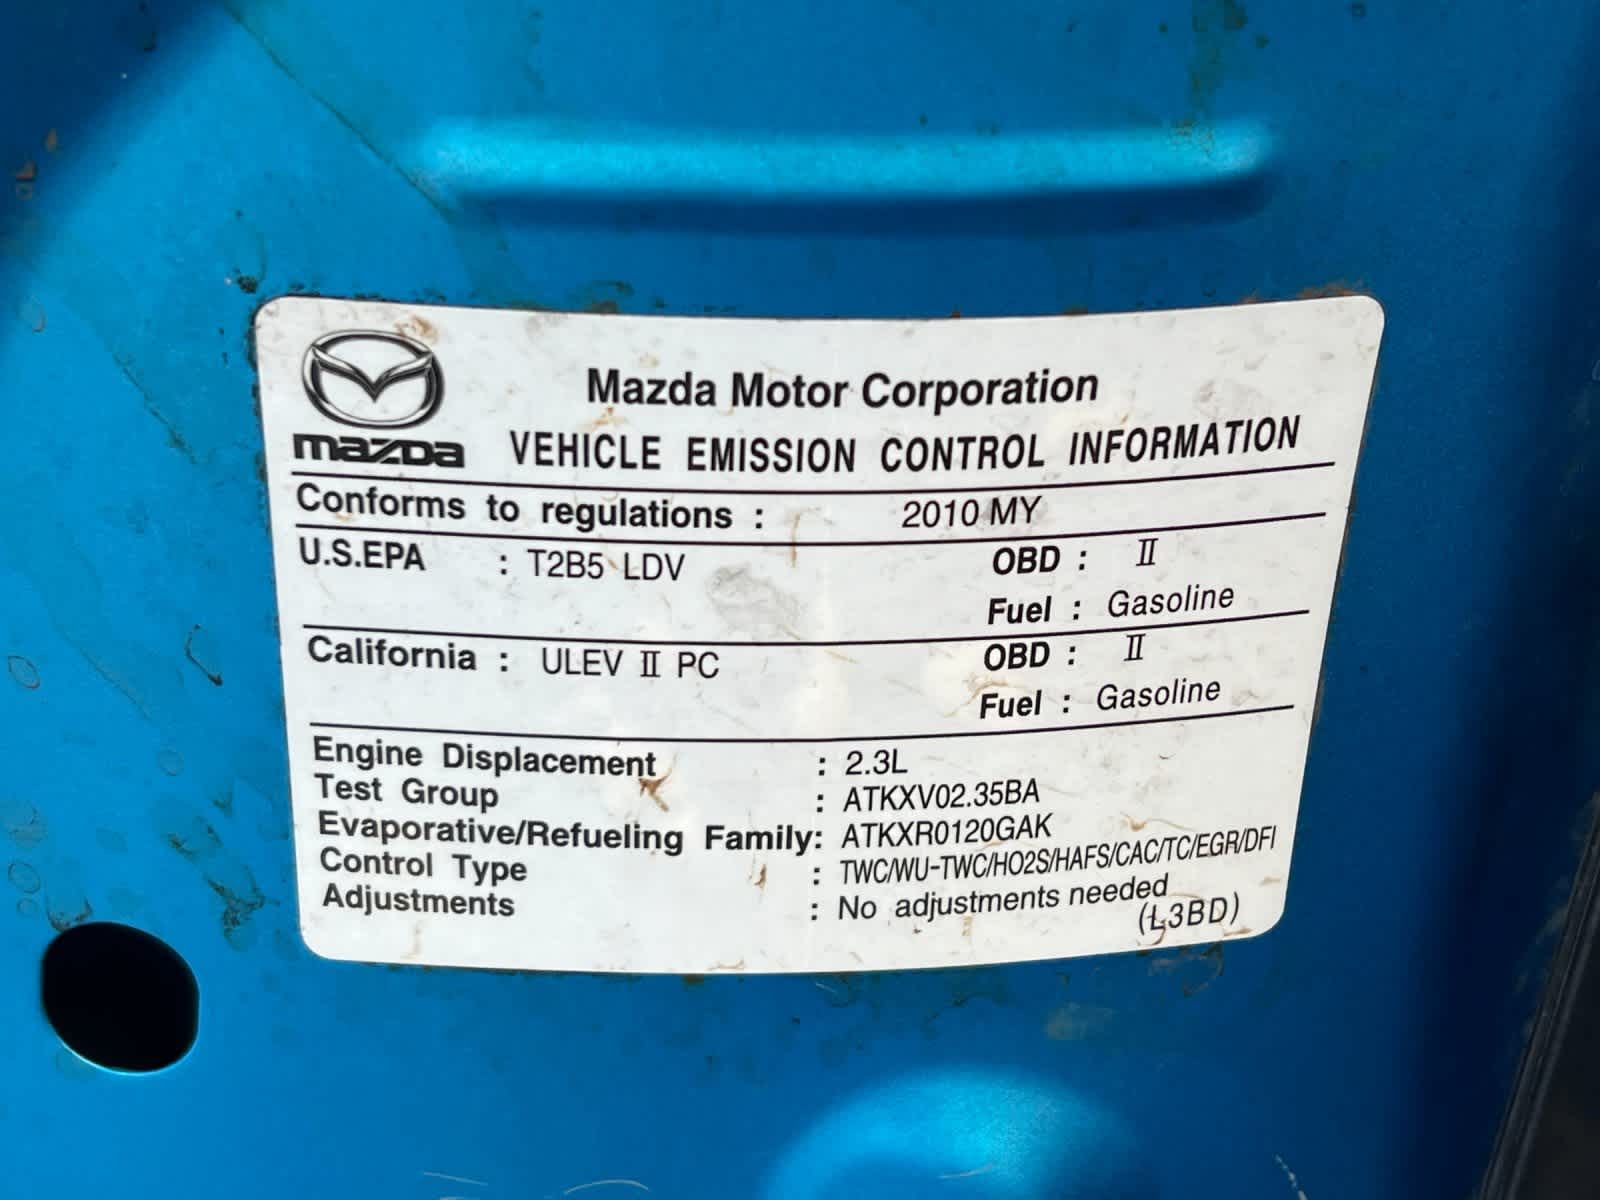 Mazda Motor Corporation
mazda VEHICLE EMISSION CONTROL INFORMATION
Conforms to regulations : 2010 MY
U.S.EPA : T2B5 LDV OBD : II
Fuel : Gasoline
California : ULEV II PC OBD : II
Fuel : Gasoline
Engine Displacement : 2.3L
Test Group : ATKXV02.35BA
Evaporative/Refueling Family: ATKXR0120GAK
Control Type : TWC/WU-TWC/HO2S/HAFS/CAC/TC/EGR/DFI
Adjustments : No adjustments needed
(L3BD)